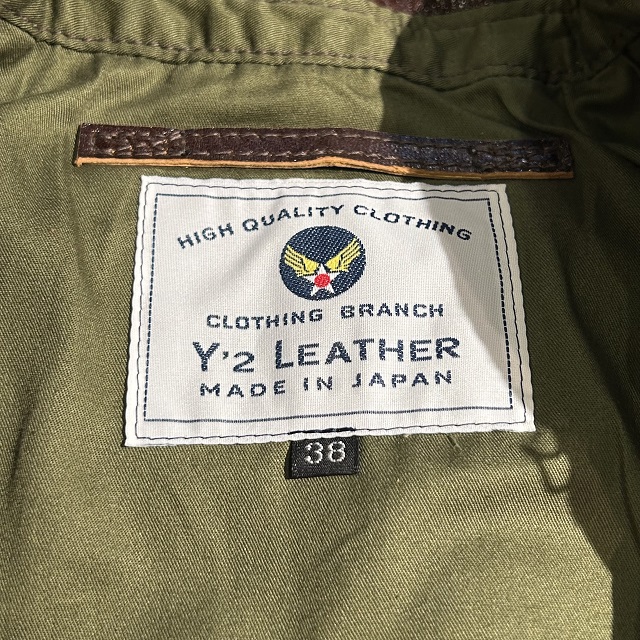 HIGH QUALITY CLOTHING
CLOTHING BRANCH
Y'2 LEATHER
MADE IN JAPAN
38